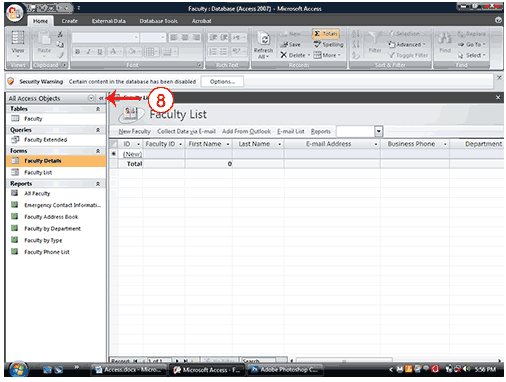 Faculty : Database (Access 2007) - Microsoft Access
Home Create External Data Database Tools Acrobat
View Paste Refresh All New Totals Save Spelling Delete More Filter Selection Advanced Toggle Filter Find Replace Go To Select
Views Clipboard Font Rich Text Records Sort & Filter Find
Security Warning Certain content in the database has been disabled Options...
All Access Objects « 8 Faculty List
Tables
Faculty
Queries
Faculty Extended
Forms
Faculty Details
Faculty List
Reports
All Faculty
Emergency Contact Informati...
Faculty Address Book
Faculty by Department
Faculty by Type
Faculty Phone List
Faculty List
New Faculty Collect Data via E-mail Add From Outlook E-mail List Reports
ID Faculty ID First Name Last Name E-mail Address Business Phone Department
(New)
Total 0
Record: 1 of 1 No Filter Search
Access.docx - Micro... Microsoft Access - F... Adobe Photoshop C... 5:56 PM